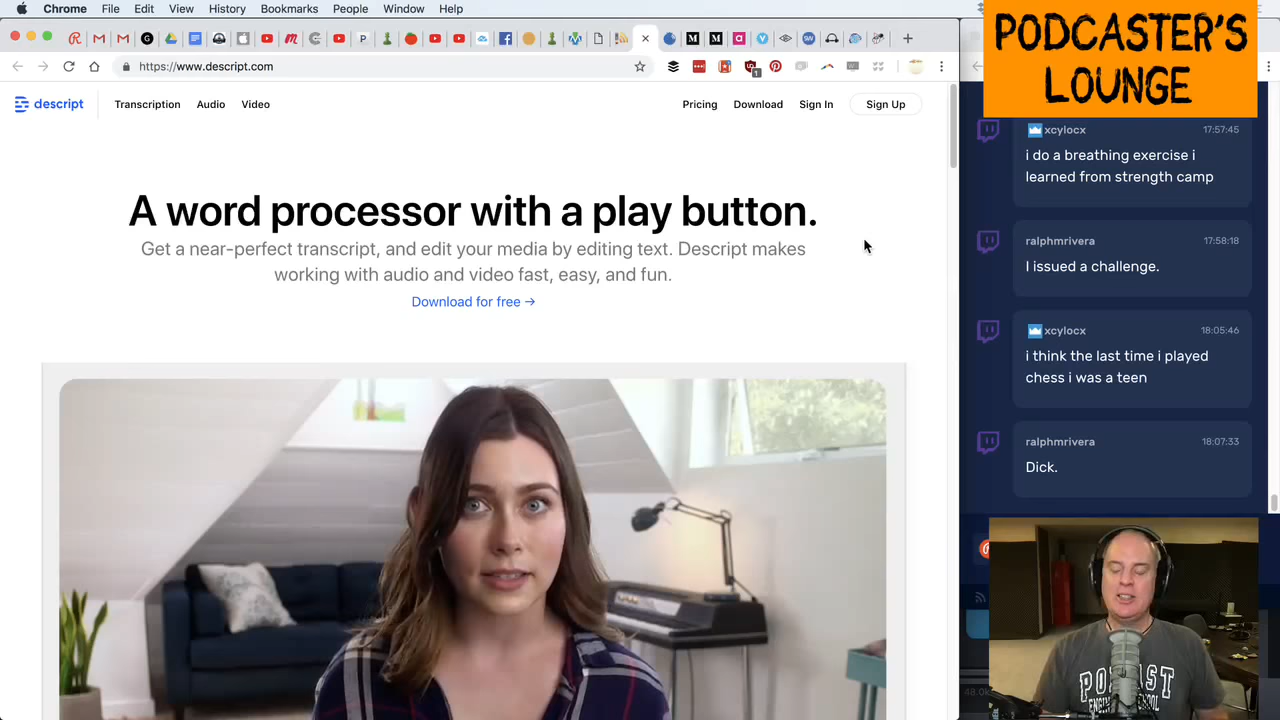 Chrome File Edit View History Bookmarks People Window Help
PODCASTER'S
LOUNGE
https://www.descript.com
descript Transcription Audio Video Pricing Download Sign In Sign Up
A word processor with a play button.
Get a near-perfect transcript, and edit your media by editing text. Descript makes
working with audio and video fast, easy, and fun.
Download for free →
xcylocx 17:57:45
i do a breathing exercise i
learned from strength camp
ralphmrivera 17:58:18
I issued a challenge.
xcylocx 18:05:46
i think the last time i played
chess i was a teen
ralphmrivera 18:07:33
Dick.
PODCAST